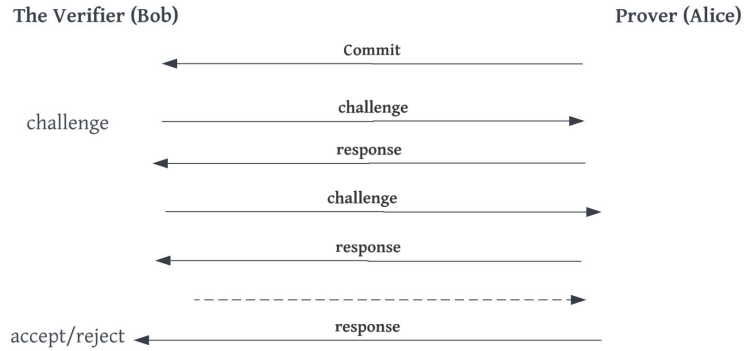 The Verifier (Bob)
Prover (Alice)
Commit
challenge
challenge
response
challenge
response
response
accept/reject